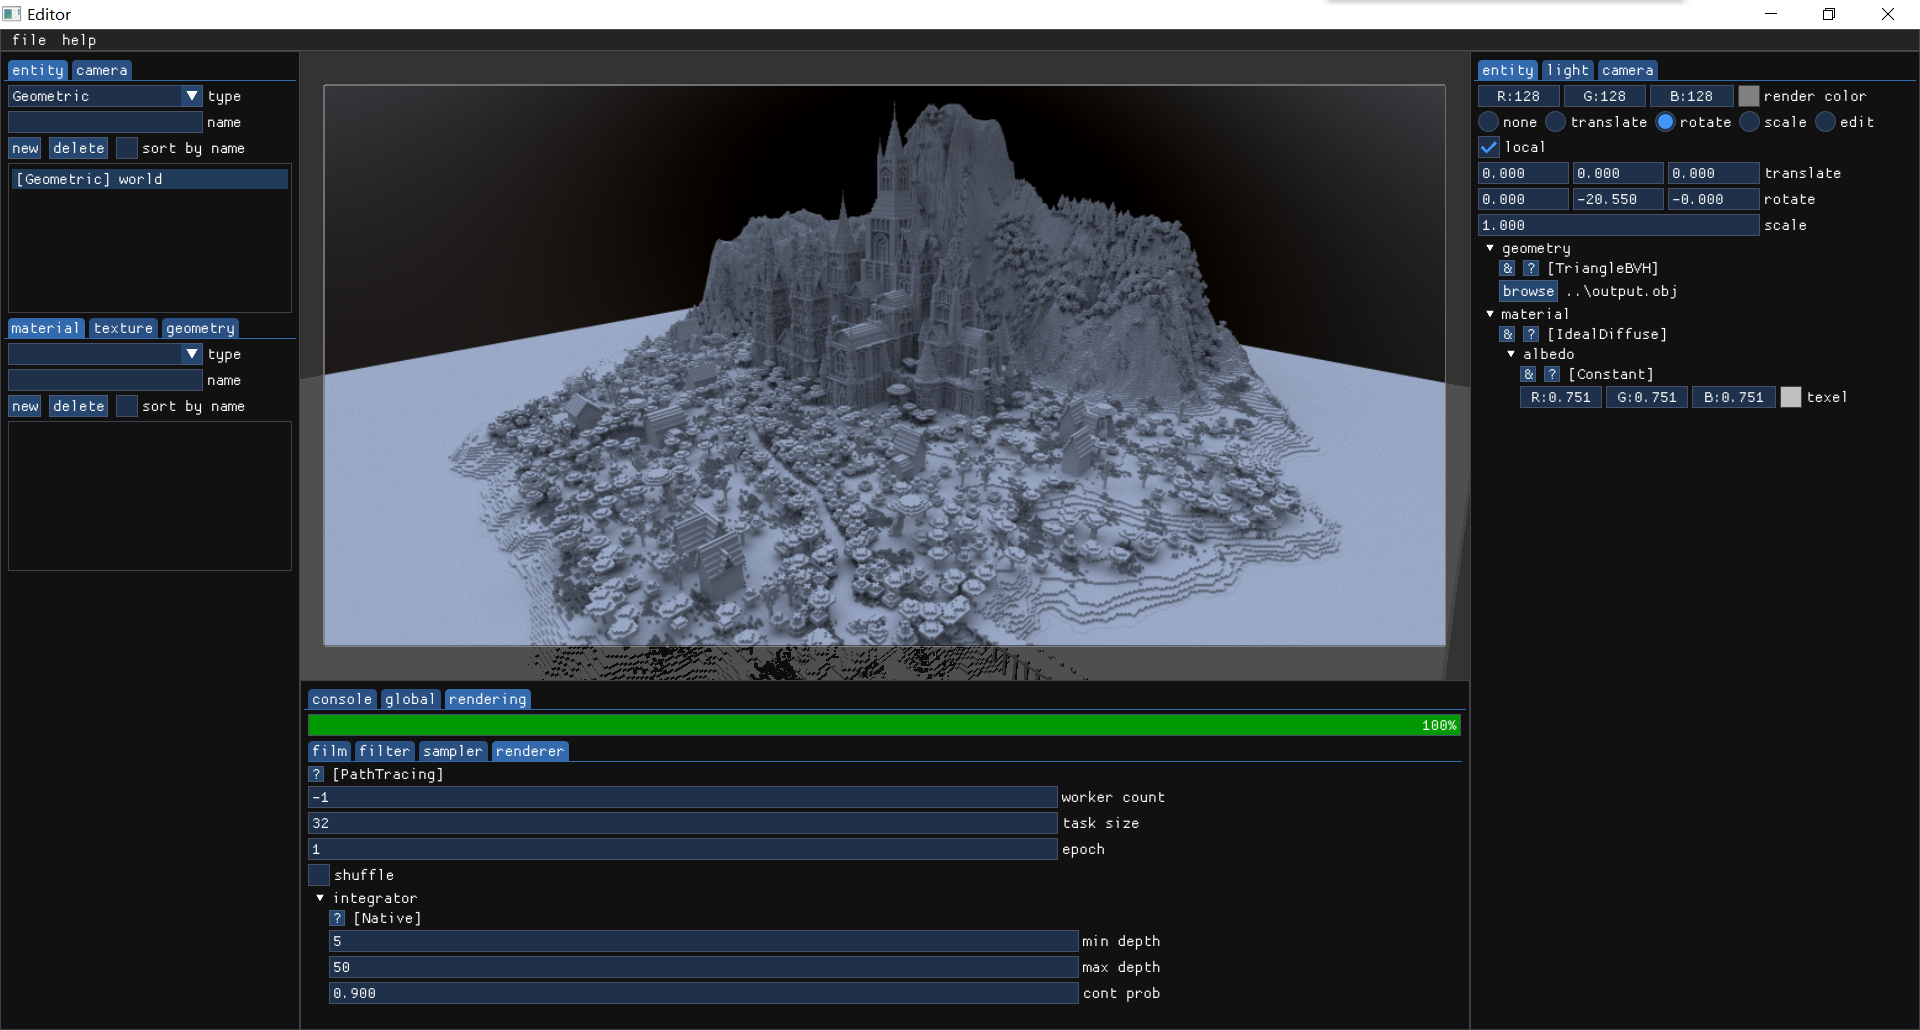 Editor
file help
entity camera
Geometric type
name
new delete sort by name
[Geometric] world
material texture geometry
type
name
new delete sort by name
console global rendering
100%
film filter sampler renderer
? [PathTracing]
-1 worker count
32 task size
1 epoch
shuffle
integrator
? [Native]
5 min depth
50 max depth
0.900 cont prob
entity light camera
R:128 G:128 B:128 render color
none translate rotate scale edit
local
0.000 0.000 0.000 translate
0.000 -20.550 -0.000 rotate
1.000 scale
geometry
& ? [TriangleBVH]
browse ..\output.obj
material
& ? [IdealDiffuse]
albedo
& ? [Constant]
R:0.751 G:0.751 B:0.751 texel